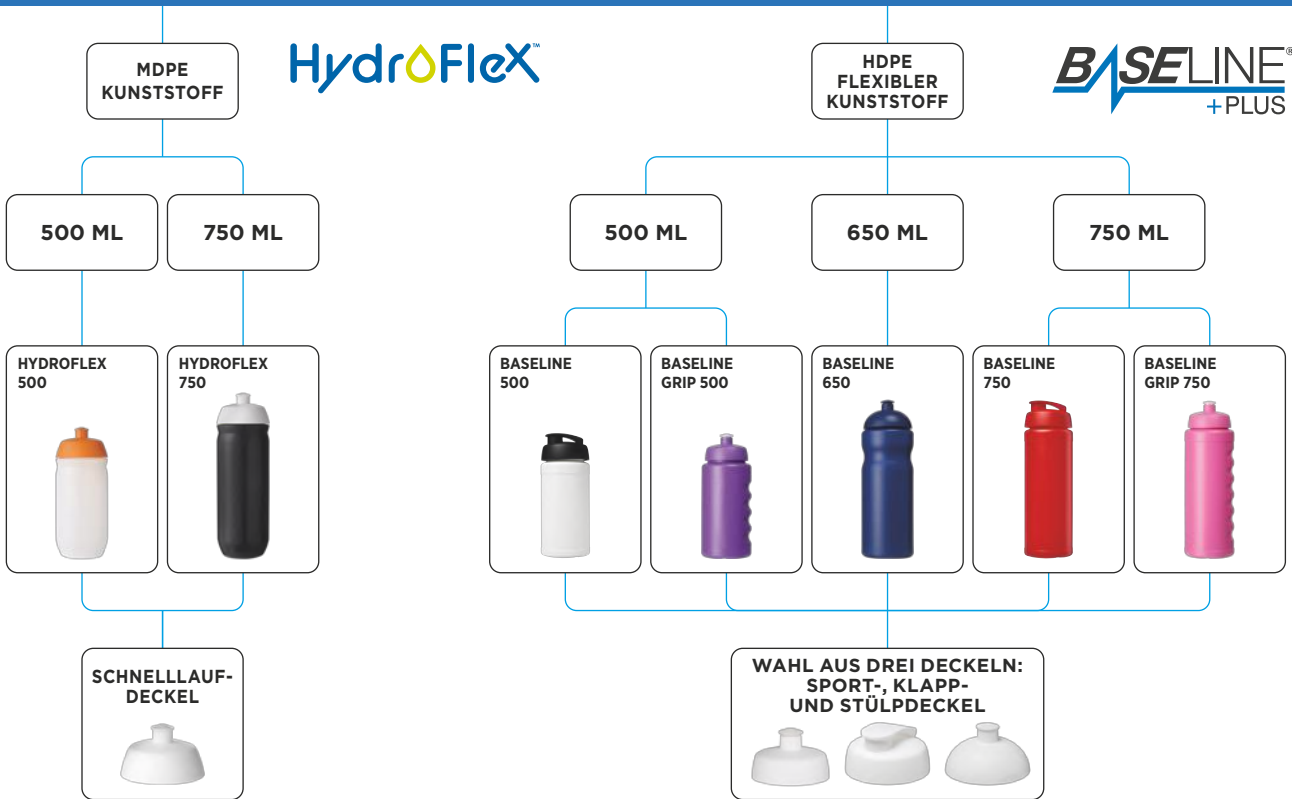 MDPE
KUNSTSTOFF
HydroFleX™
HDPE
FLEXIBLER
KUNSTSTOFF
BASELINE®
+PLUS
500 ML
750 ML
500 ML
650 ML
750 ML
HYDROFLEX
500
HYDROFLEX
750
BASELINE
500
BASELINE
GRIP 500
BASELINE
650
BASELINE
750
BASELINE
GRIP 750
SCHNELLLAUF-
DECKEL
WAHL AUS DREI DECKELN:
SPORT-, KLAPP-
UND STÜLPDECKEL